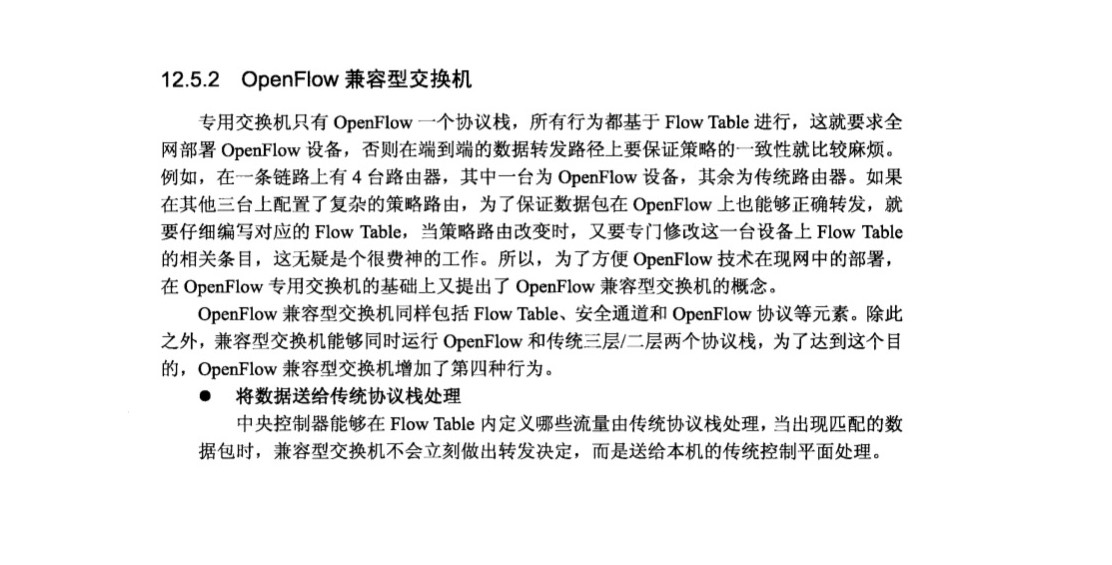 12.5.2 OpenFlow 兼容型交换机
专用交换机只有 OpenFlow 一个协议栈，所有行为都基于 Flow Table 进行，这就要求全
网部署 OpenFlow 设备，否则在端到端的数据转发路径上要保证策略的一致性就比较麻烦。
例如，在一条链路上有 4 台路由器，其中一台为 OpenFlow 设备，其余为传统路由器。如果
在其他三台上配置了复杂的策略路由，为了保证数据包在 OpenFlow 上也能够正确转发，就
要仔细编写对应的 Flow Table，当策略路由改变时，又要专门修改这一台设备上 Flow Table
的相关条目，这无疑是个很费神的工作。所以，为了方便 OpenFlow 技术在现网中的部署，
在 OpenFlow 专用交换机的基础上又提出了 OpenFlow 兼容型交换机的概念。
OpenFlow 兼容型交换机同样包括 Flow Table、安全通道和 OpenFlow 协议等元素。除此
之外，兼容型交换机能够同时运行 OpenFlow 和传统三层/二层两个协议栈，为了达到这个目
的，OpenFlow 兼容型交换机增加了第四种行为。
● 将数据送给传统协议栈处理
中央控制器能够在 Flow Table 内定义哪些流量由传统协议栈处理，当出现匹配的数
据包时，兼容型交换机不会立刻做出转发决定，而是送给本机的传统控制平面处理。